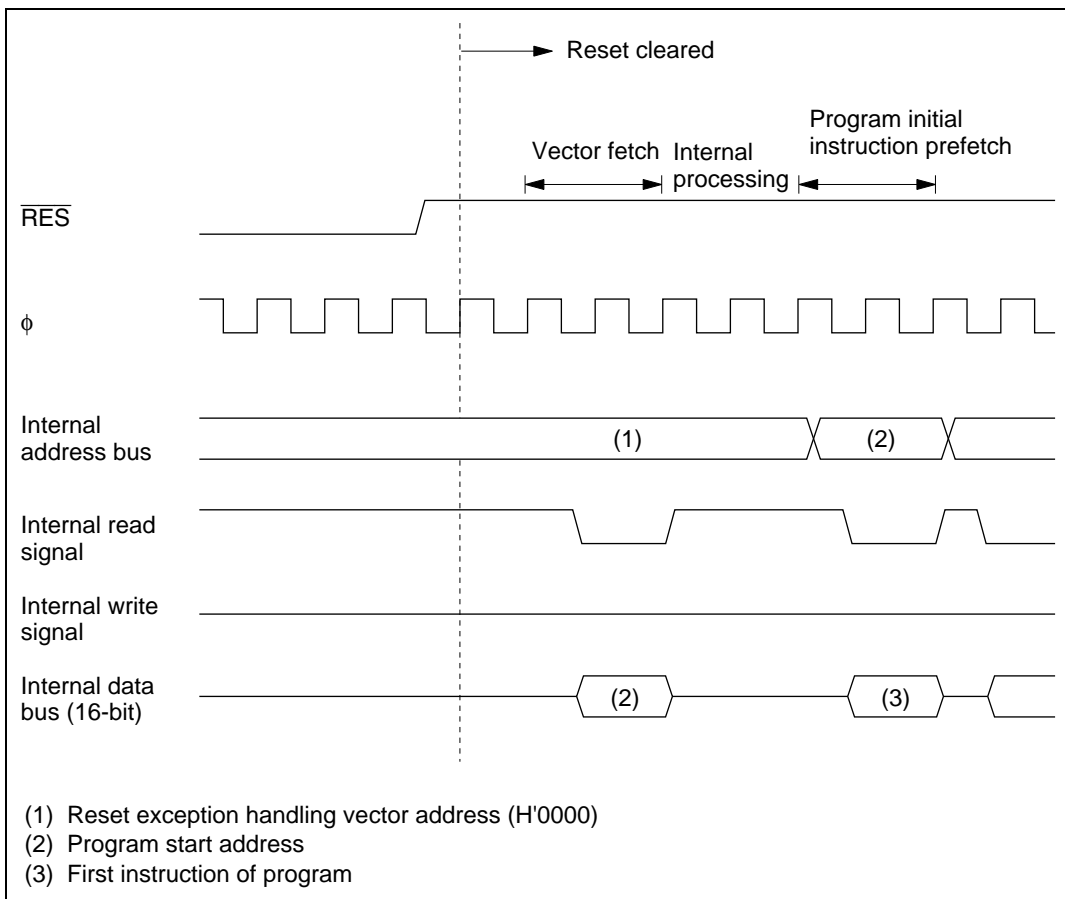 Reset cleared
Program initial
instruction prefetch
Vector fetch
Internal
processing
RES
ϕ
Internal
address bus
(1)
(2)
Internal read
signal
Internal write
signal
Internal data
bus (16-bit)
(2)
(3)
(1) Reset exception handling vector address (H'0000)
(2) Program start address
(3) First instruction of program